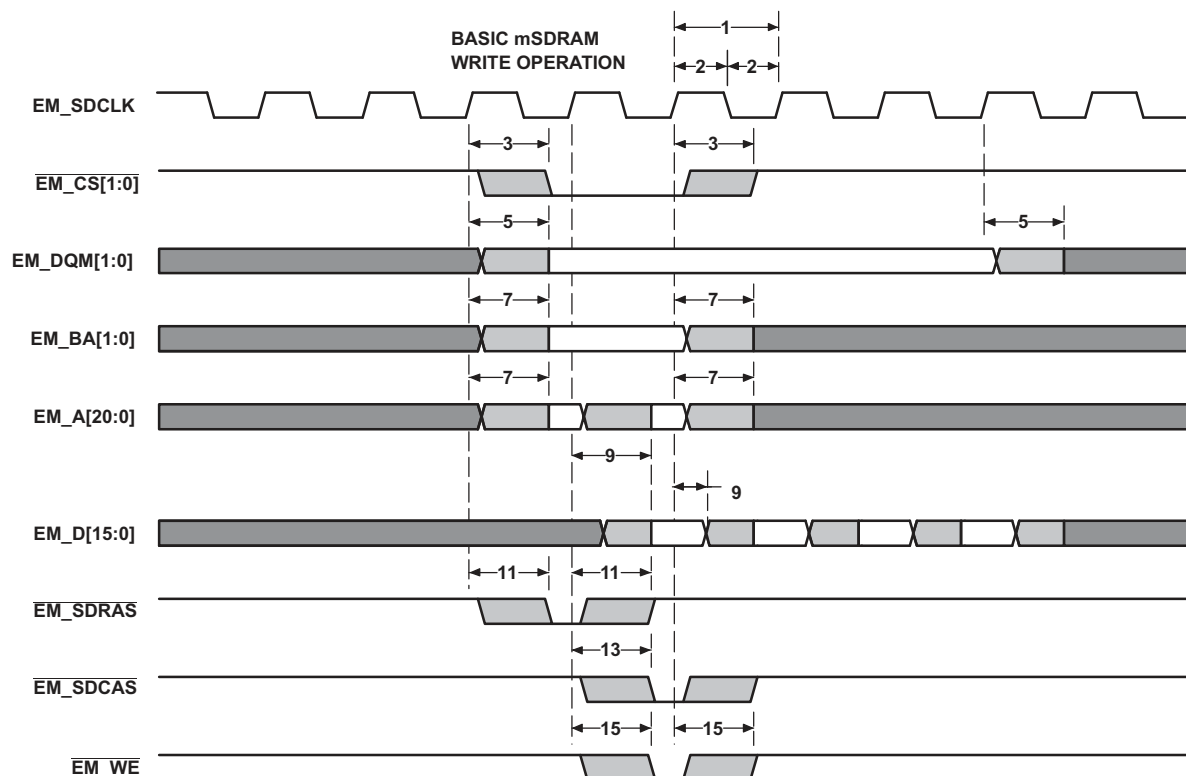 BASIC mSDRAM
WRITE OPERATION
1
2 2
EM_SDCLK
3 3
EM_CS[1:0]
5 5
EM_DQM[1:0]
7 7
EM_BA[1:0]
7 7
EM_A[20:0]
9
9
EM_D[15:0]
11 11
EM_SDRAS
13
EM_SDCAS
15 15
EM_WE